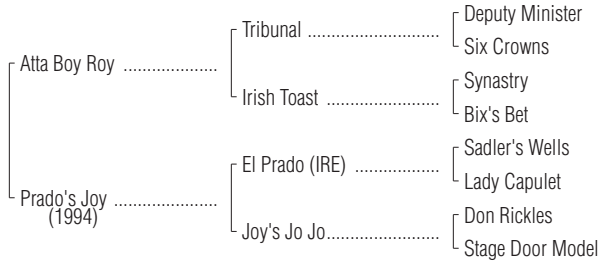 Deputy Minister
Tribunal ........................
Six Crowns
Atta Boy Roy .................
Synastry
Irish Toast .....................
Bix's Bet
Sadler's Wells
El Prado (IRE) ................
Lady Capulet
Prado's Joy ...................
(1994)
Don Rickles
Joy's Jo Jo.....................
Stage Door Model